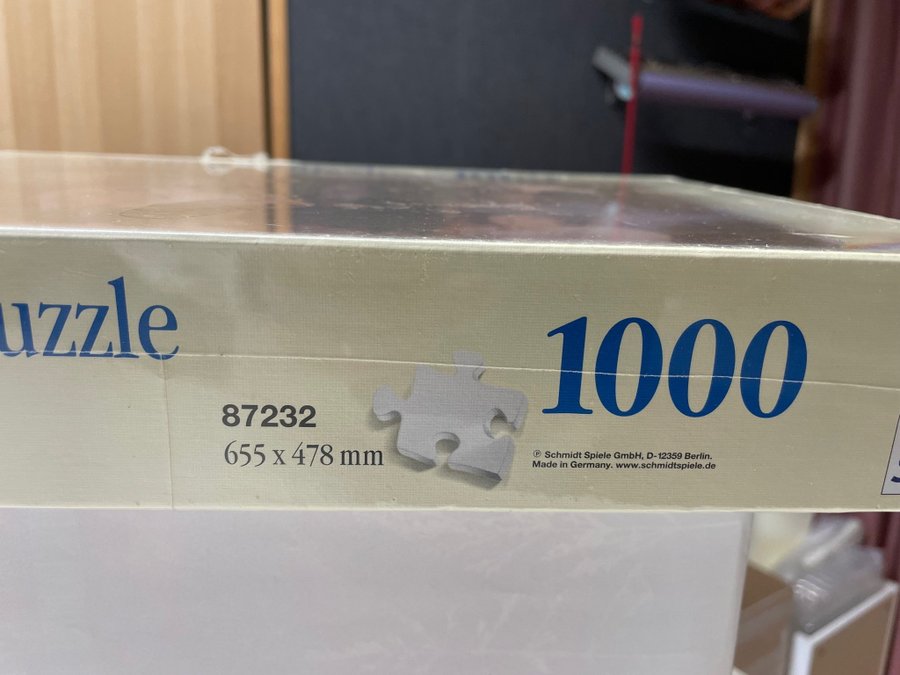 uzzle
1000
87232
655 x 478 mm
℗ Schmidt Spiele GmbH, D-12359 Berlin.
Made in Germany. www.schmidtspiele.de